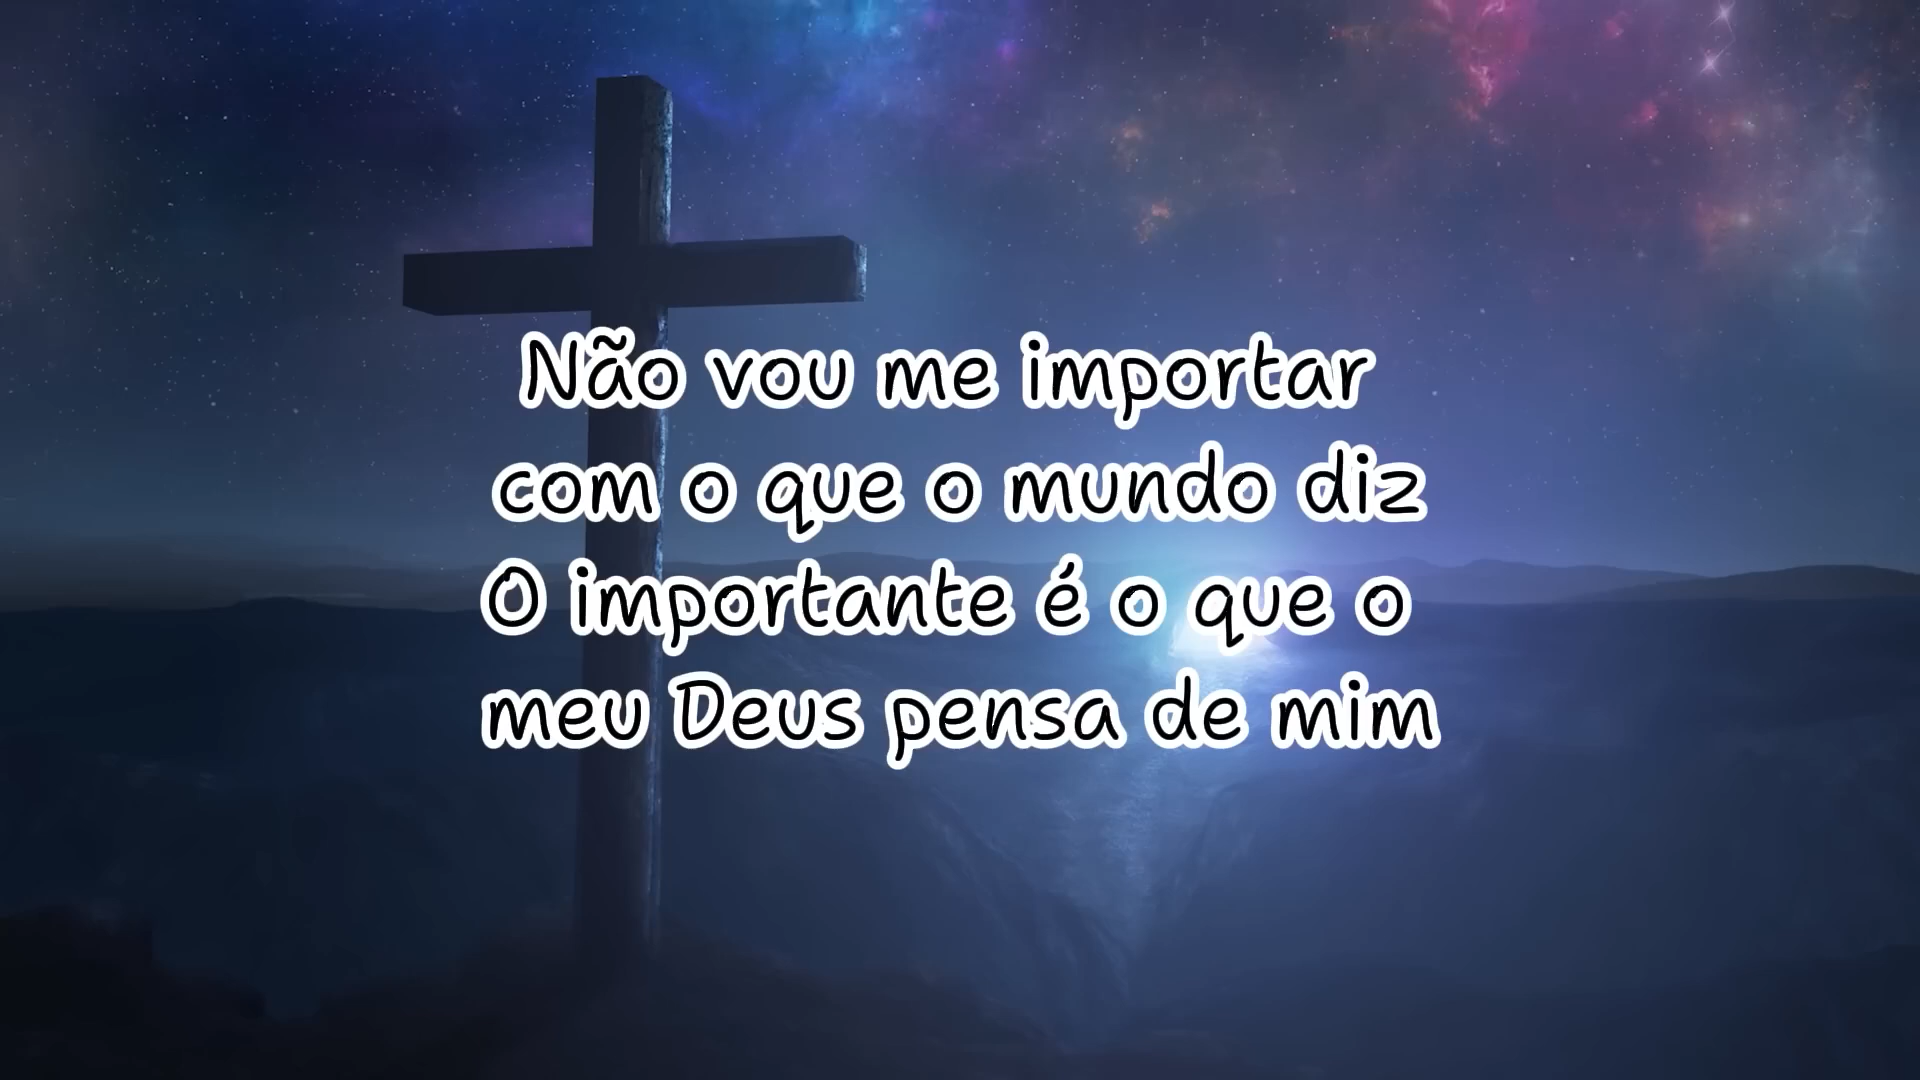 Não vou me importar
com o que o mundo diz
O importante é o que o
meu Deus pensa de mim